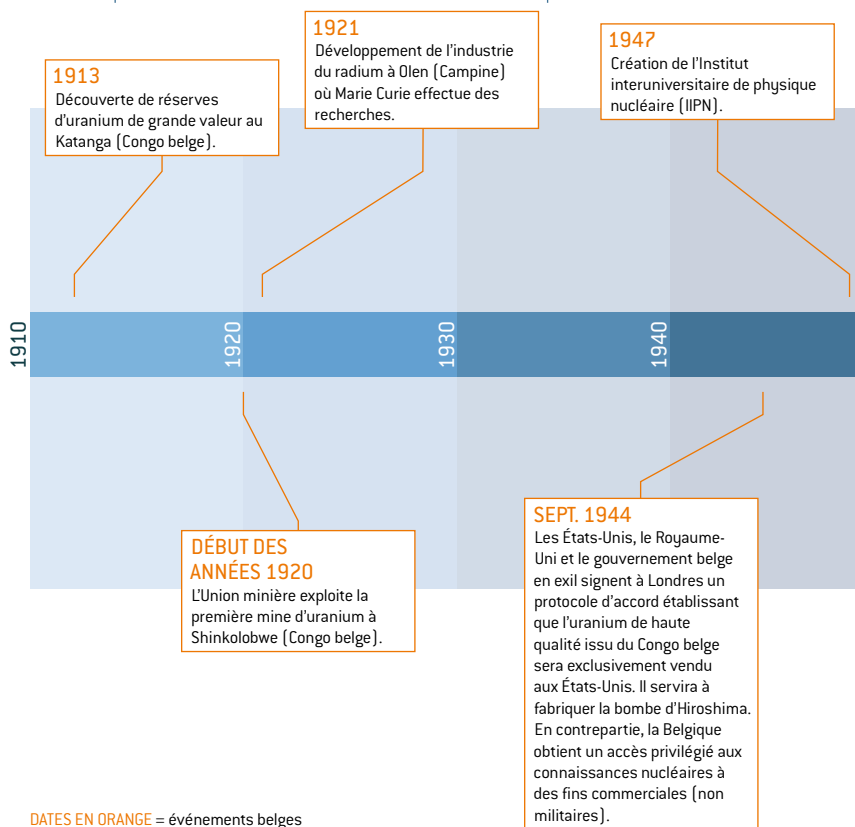 1913
Découverte de réserves
d'uranium de grande valeur au
Katanga (Congo belge).
1921
Développement de l'industrie
du radium à Olen (Campine)
où Marie Curie effectue des
recherches.
1947
Création de l'Institut
interuniversitaire de physique
nucléaire (IIPN).
1910
1920
1930
1940
DÉBUT DES
ANNÉES 1920
L'Union minière exploite la
première mine d'uranium à
Shinkolobwe (Congo belge).
SEPT. 1944
Les États-Unis, le Royaume-
Uni et le gouvernement belge
en exil signent à Londres un
protocole d'accord établissant
que l'uranium de haute
qualité issu du Congo belge
sera exclusivement vendu
aux États-Unis. Il servira à
fabriquer la bombe d'Hiroshima.
En contrepartie, la Belgique
obtient un accès privilégié aux
connaissances nucléaires à
des fins commerciales (non
militaires).
DATES EN ORANGE = événements belges